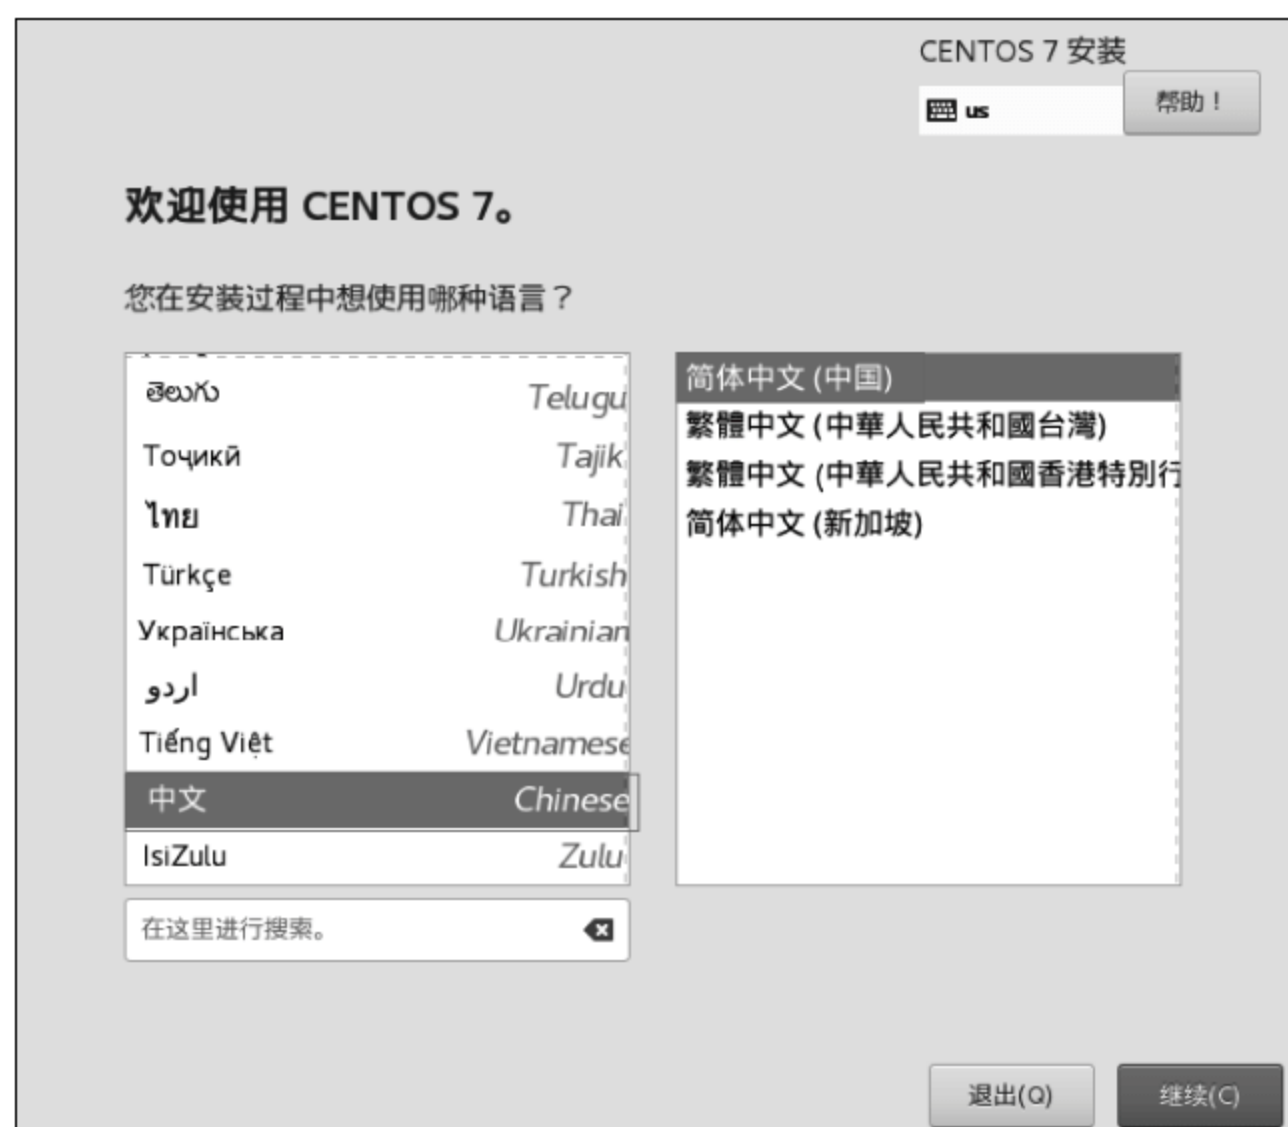 CENTOS 7 安装
us
帮助！
欢迎使用 CENTOS 7。
您在安装过程中想使用哪种语言？
తెలుగు Telugu
Тоҷикӣ Tajik
ไทย Thai
Türkçe Turkish
Українська Ukrainian
اردو Urdu
Tiếng Việt Vietnamese
中文 Chinese
IsiZulu Zulu
在这里进行搜索。
简体中文 (中国)
繁體中文 (中華人民共和國台灣)
繁體中文 (中華人民共和國香港特別行
简体中文 (新加坡)
退出(Q)
继续(C)